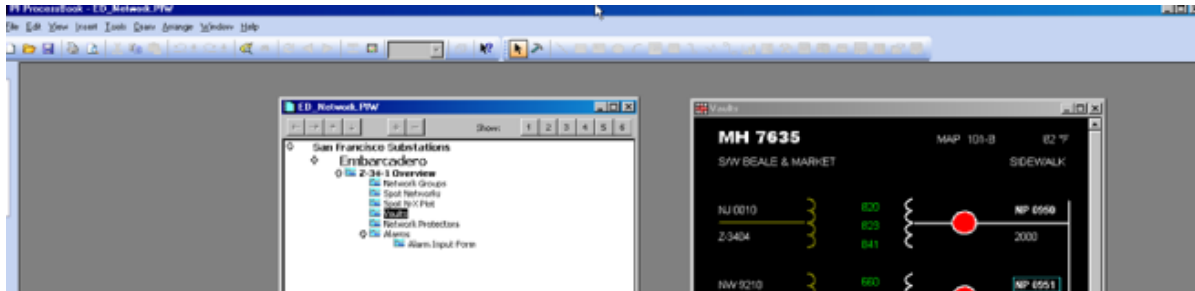 PI ProcessBook - ED_Network.PIW
File Edit View Insert Tools Draw Arrange Window Help
ED_Network.PIW
Show: 1 2 3 4 5 6
San Francisco Substations
Embarcadero
Z-34-1 Overview
Network Groups
Spot Networks
Spot N-X Plot
Vaults
Network Protectors
Alarms
Alarm Input Form
Vaults
MH 7635 MAP 101-B 82 °F
S/W BEALE & MARKET SIDEWALK
NJ 0010 820 NP 0950
823
Z-3404 841 2000
NW 9210 660 NP 0951